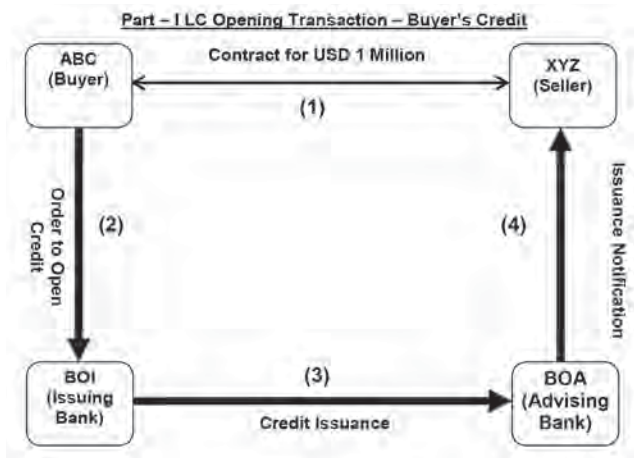 Part – I LC Opening Transaction – Buyer's Credit
ABC
(Buyer)
Contract for USD 1 Million
XYZ
(Seller)
(1)
Order to Open
Credit
(2)
(4)
Issuance Notification
BOI
(Issuing
Bank)
(3)
Credit Issuance
BOA
(Advising
Bank)